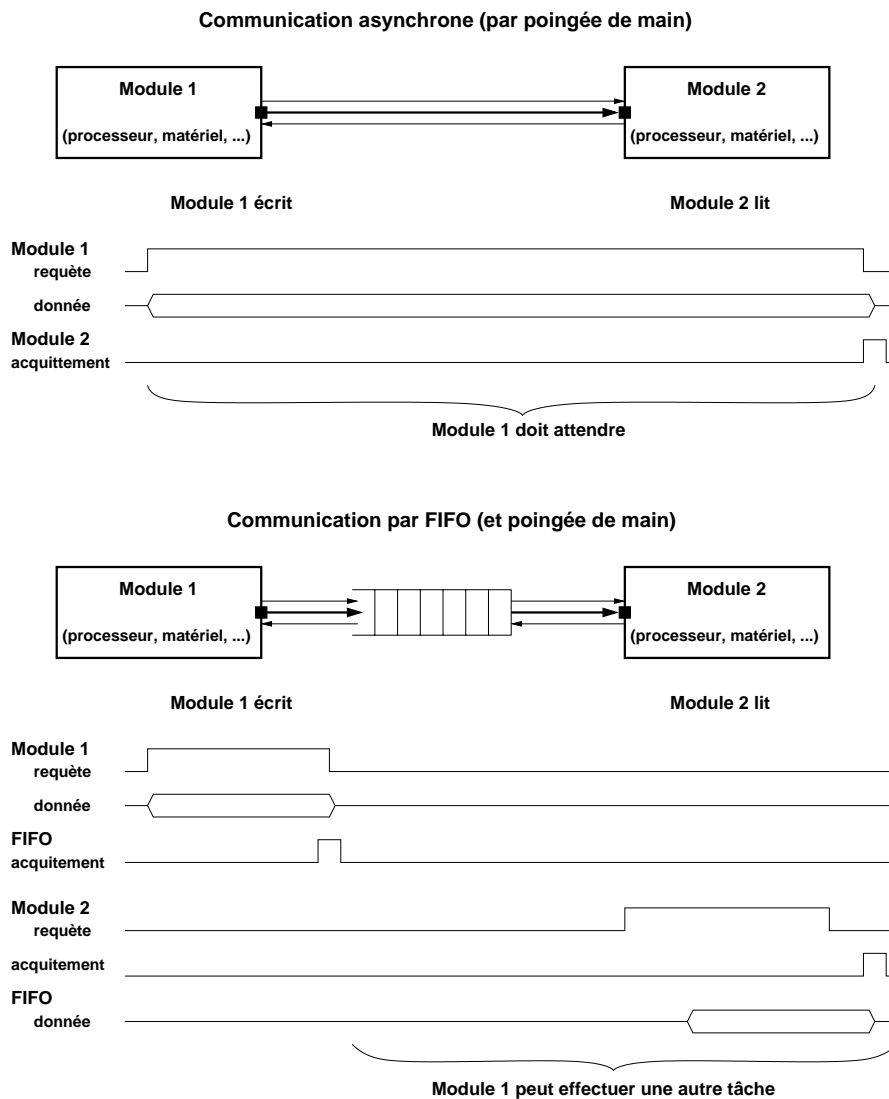 Communication asynchrone (par poingée de main)
Module 1
(processeur, matériel, ...)
Module 2
(processeur, matériel, ...)
Module 1 écrit
Module 2 lit
Module 1
requète
donnée
Module 2
acquittement
Module 1 doit attendre
Communication par FIFO (et poingée de main)
Module 1
(processeur, matériel, ...)
Module 2
(processeur, matériel, ...)
Module 1 écrit
Module 2 lit
Module 1
requète
donnée
FIFO
acquitement
Module 2
requète
acquitement
FIFO
donnée
Module 1 peut effectuer une autre tâche